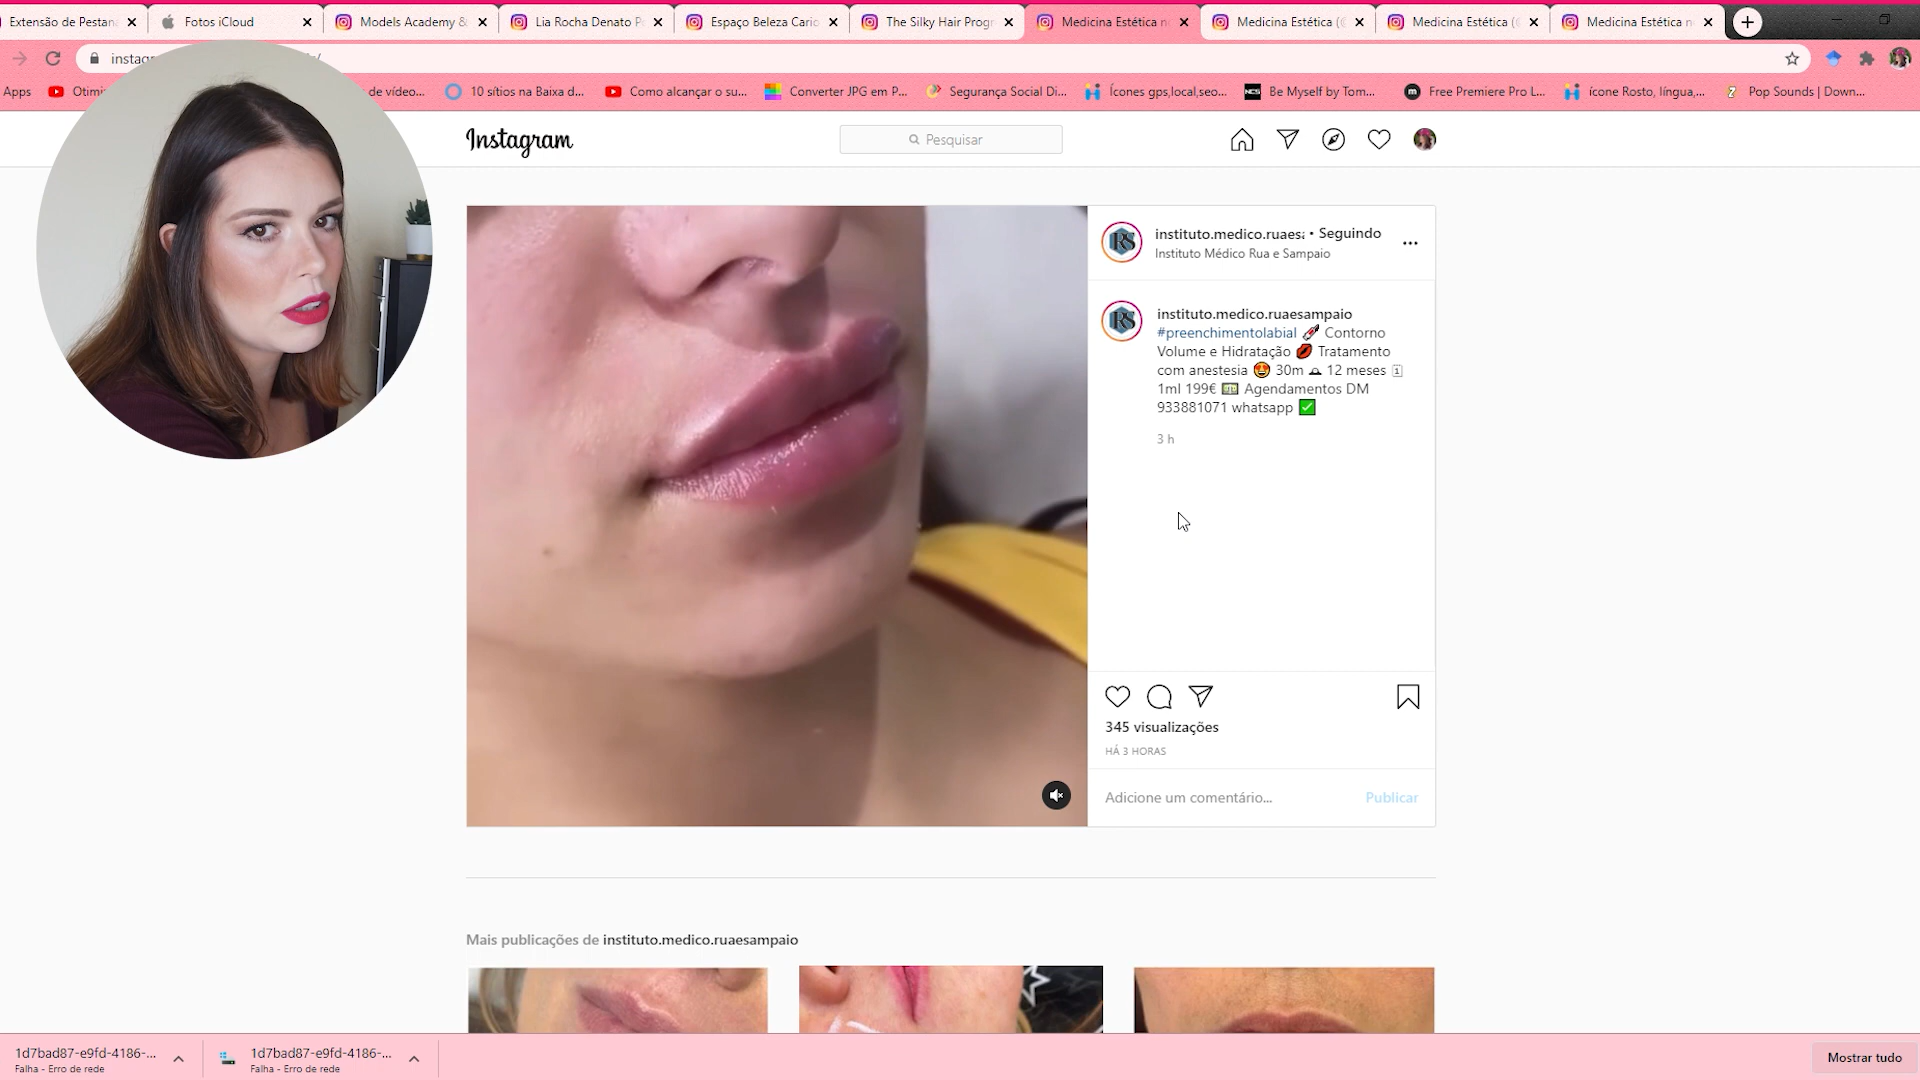 Extensão de Pestan
Fotos iCloud
Models Academy &
Lia Rocha Denato P
Espaço Beleza Cario
The Silky Hair Progr
Medicina Estética n
Medicina Estética (
Medicina Estética (
Medicina Estética n
instag
Apps
Otimi
de vídeo...
10 sítios na Baixa d...
Como alcançar o su...
Converter JPG em P...
Segurança Social Di...
Ícones gps,local,seo...
NCS
Be Myself by Tom...
m
Free Premiere Pro L...
ícone Rosto, língua,...
Pop Sounds | Down...
Instagram
Pesquisar
RS
instituto.medico.ruaesa • Seguindo
Instituto Médico Rua e Sampaio
RS
instituto.medico.ruaesampaio
#preenchimentolabial 💉 Contorno
Volume e Hidratação 💋 Tratamento
com anestesia 😍 30m 🕰 12 meses 🗓
1ml 199€ 💵 Agendamentos DM
933881071 whatsapp ✅
3 h
345 visualizações
HÁ 3 HORAS
Adicione um comentário...
Publicar
Mais publicações de instituto.medico.ruaesampaio
1d7bad87-e9fd-4186-...
Falha - Erro de rede
1d7bad87-e9fd-4186-...
Falha - Erro de rede
Mostrar tudo